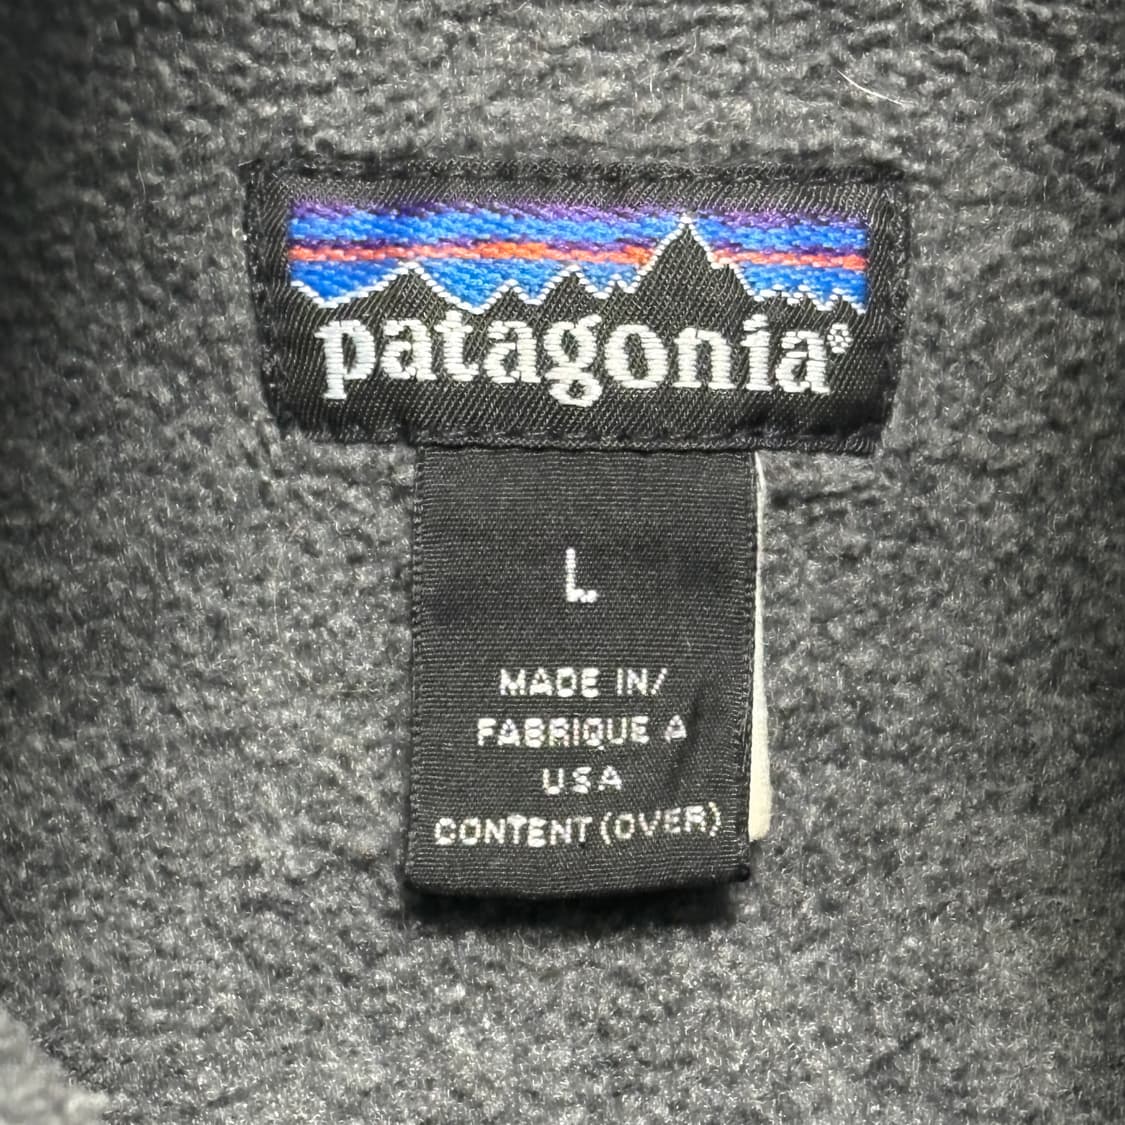 patagonia®
L
MADE IN/
FABRIQUE A
USA
CONTENT (OVER)